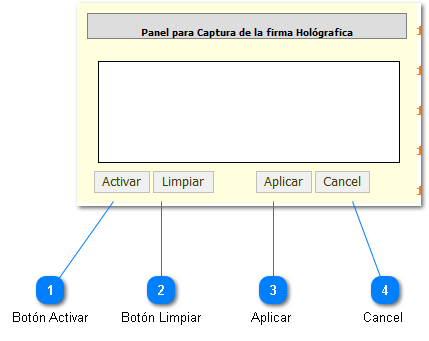 Panel para Captura de la firma Hológrafica
Activar Limpiar Aplicar Cancel
1 2 3 4
Botón Activar Botón Limpiar Aplicar Cancel